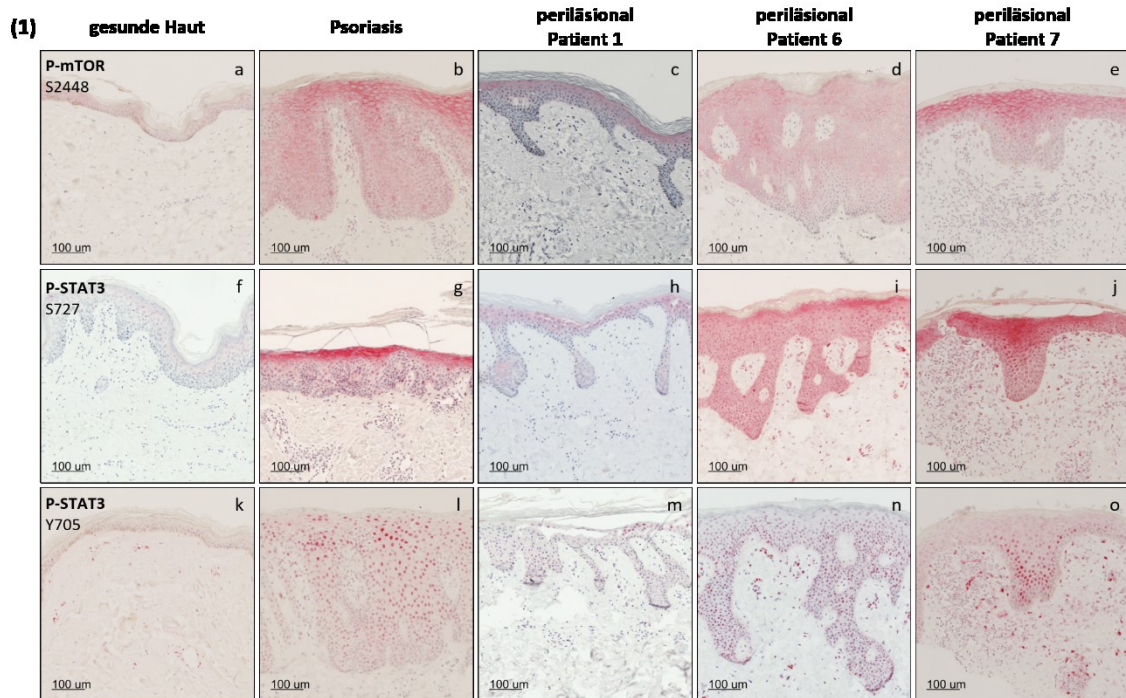 (1)
gesunde Haut
Psoriasis
periläsional
Patient 1
periläsional
Patient 6
periläsional
Patient 7
P-mTOR
S2448
a
b
c
d
e
100 um
100 um
100 um
100 um
100 um
P-STAT3
S727
f
g
h
i
j
100 um
100 um
100 um
100 um
100 um
P-STAT3
Y705
k
l
m
n
o
100 um
100 um
100 um
100 um
100 um